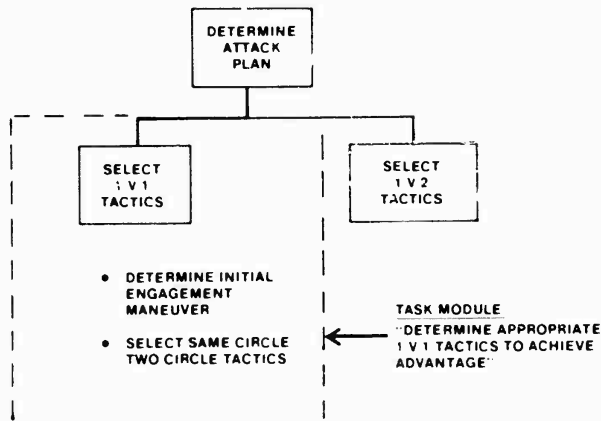 DETERMINE
ATTACK
PLAN
SELECT
1 V 1
TACTICS
SELECT
1 V 2
TACTICS
• DETERMINE INITIAL
ENGAGEMENT
MANEUVER
• SELECT SAME CIRCLE
TWO CIRCLE TACTICS
TASK MODULE
"DETERMINE APPROPRIATE
1 V 1 TACTICS TO ACHIEVE
ADVANTAGE"